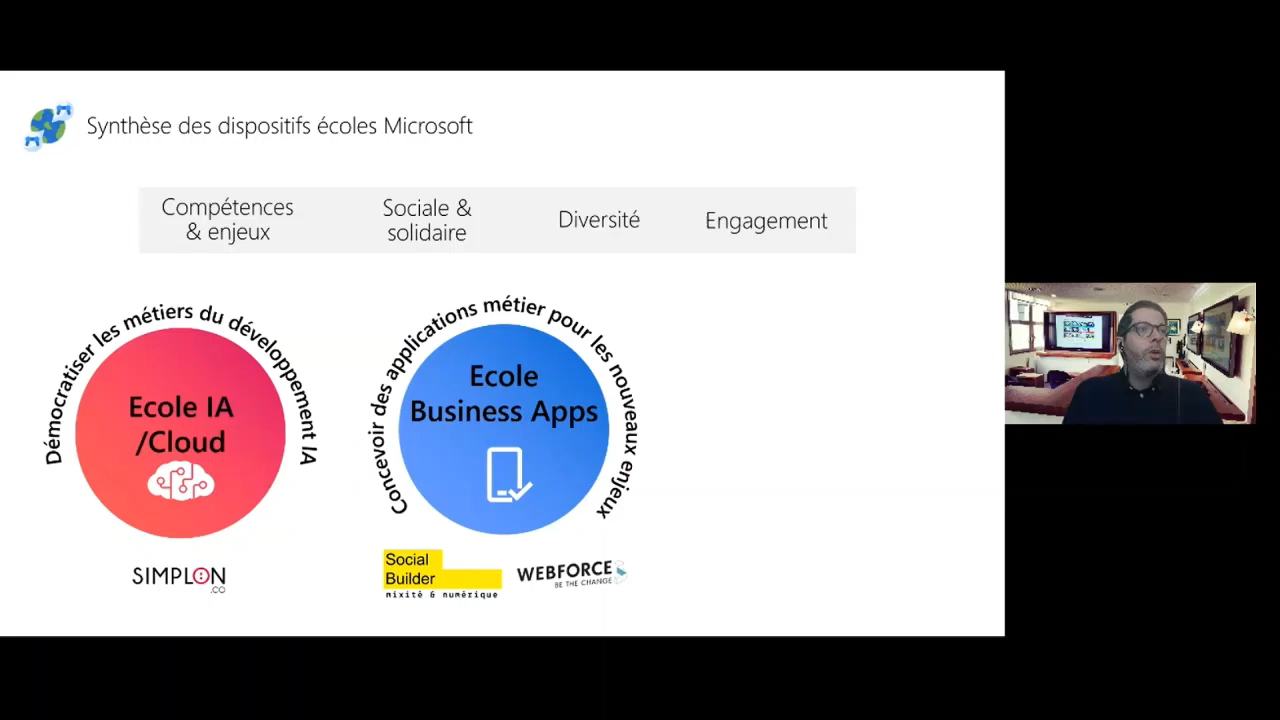 Synthèse des dispositifs écoles Microsoft
Compétences
& enjeux
Sociale &
solidaire
Diversité
Engagement
Démocratiser les métiers du développement IA
Ecole IA
/Cloud
SIMPLON
.CO
Concevoir des applications métier pour les nouveaux enjeux
Ecole
Business Apps
Social
Builder
mixité & numérique
WEBFORCE3
BE THE CHANGE